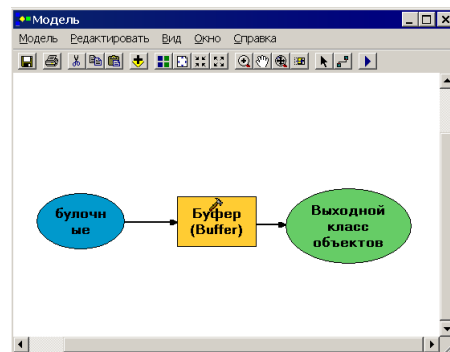 Модель
Модель Редактировать Вид Окно Справка
булочн
ые
Буфер
(Buffer)
Выходной
класс
объектов